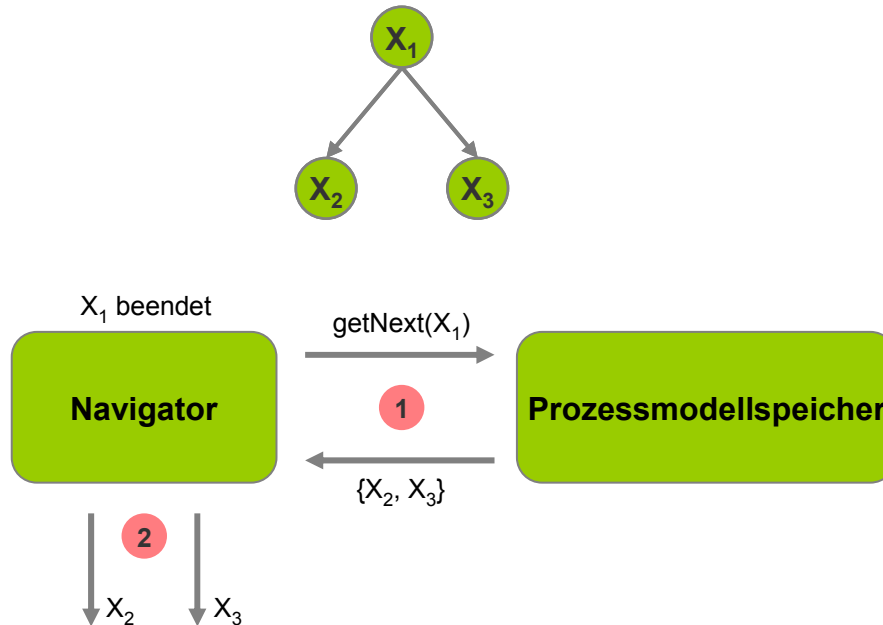 X₁
X₂ X₃
X₁ beendet
getNext(X₁)
Navigator
1
Prozessmodellspeicher
{X₂, X₃}
2
X₂ X₃